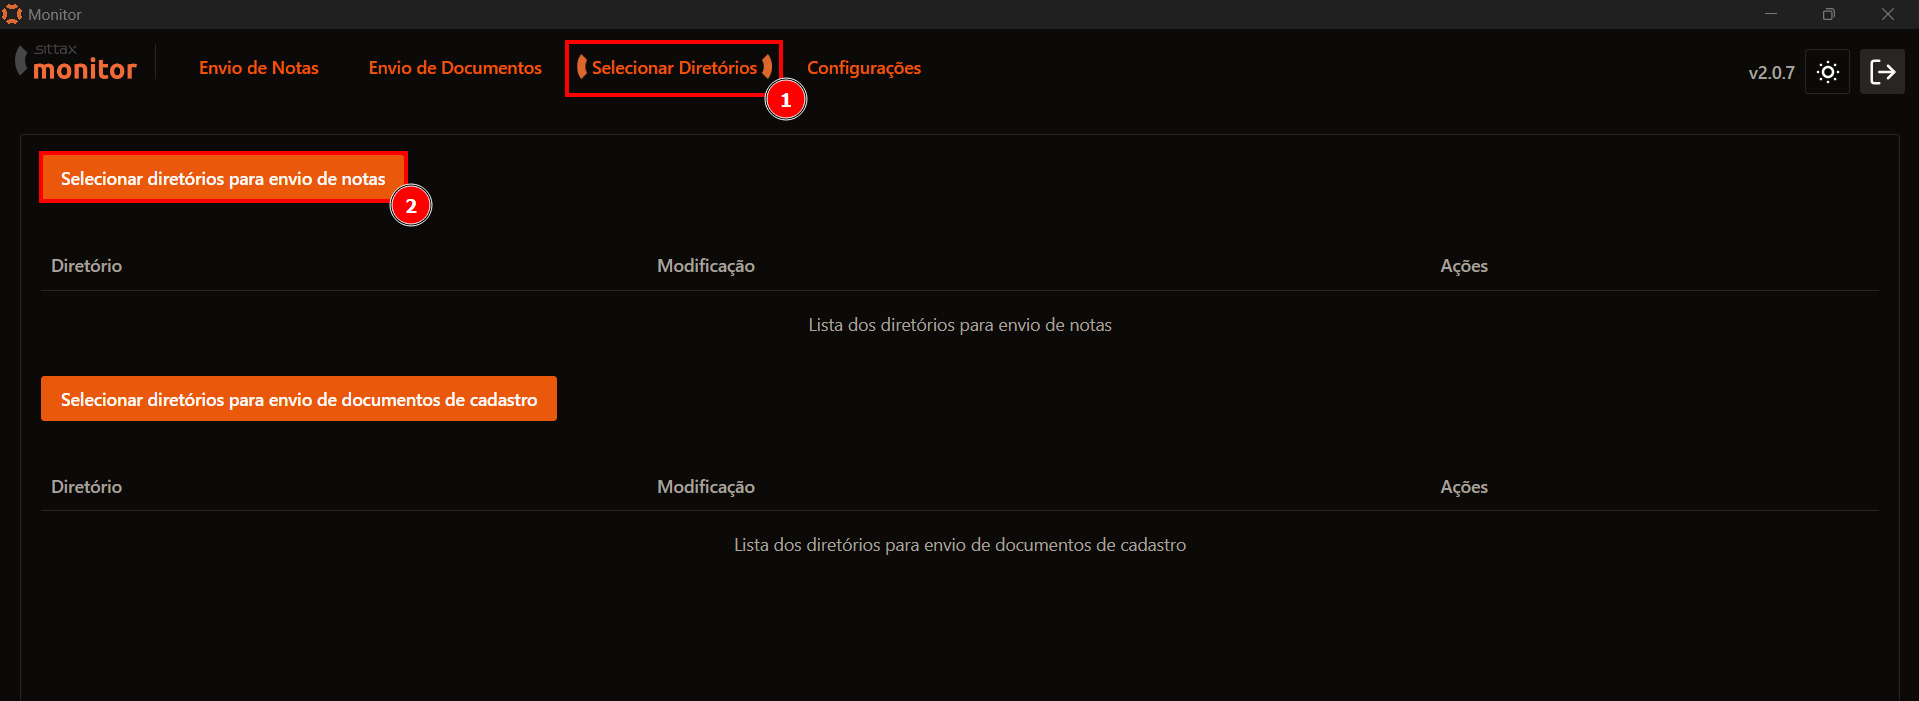 Monitor
sittax
monitor
Envio de Notas
Envio de Documentos
Selecionar Diretórios
1
Configurações
v2.0.7
Selecionar diretórios para envio de notas
2
Diretório Modificação Ações
Lista dos diretórios para envio de notas
Selecionar diretórios para envio de documentos de cadastro
Diretório Modificação Ações
Lista dos diretórios para envio de documentos de cadastro